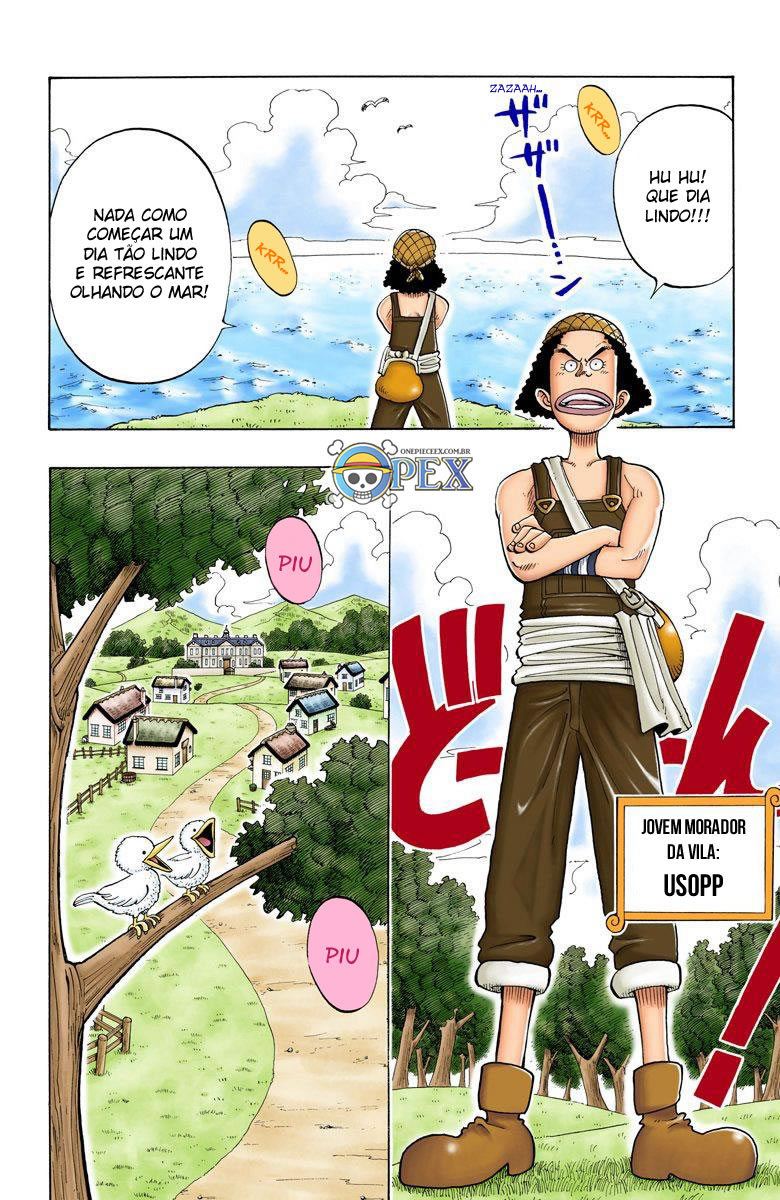 ZAZAAH...
ザザーン
KRR...
HU HU!
QUE DIA
LINDO!!!
NADA COMO
COMEÇAR UM
DIA TÃO LINDO
E REFRESCANTE
OLHANDO O MAR!
KRR...
ONEPIECEEX.COM.BR
OPEX
PIU
PIU
どーん!
JOVEM MORADOR
DA VILA:
USOPP